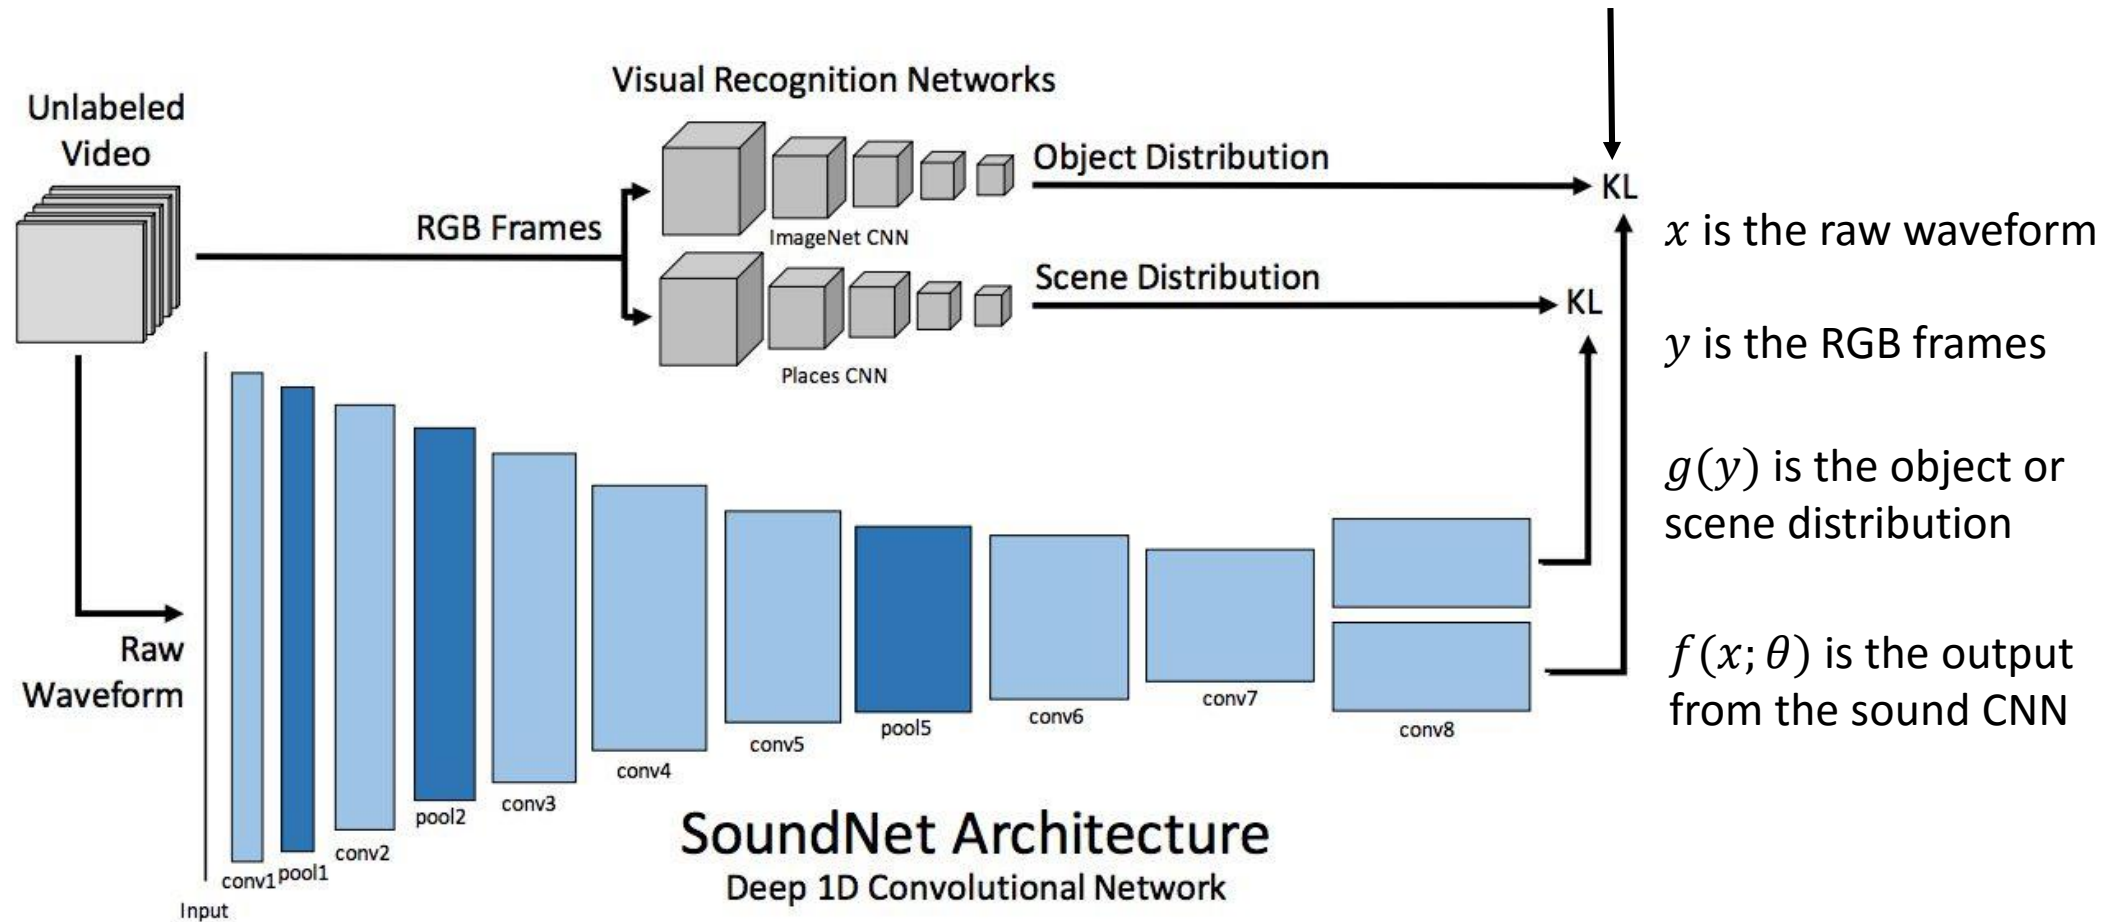 Visual Recognition Networks
Unlabeled
Video
RGB Frames
ImageNet CNN
Places CNN
Object Distribution
KL
Scene Distribution
KL
Raw
Waveform
Input
conv1
pool1
conv2
pool2
conv3
conv4
conv5
pool5
conv6
conv7
conv8
SoundNet Architecture
Deep 1D Convolutional Network
x is the raw waveform
y is the RGB frames
g(y) is the object or
scene distribution
f(x; θ) is the output
from the sound CNN